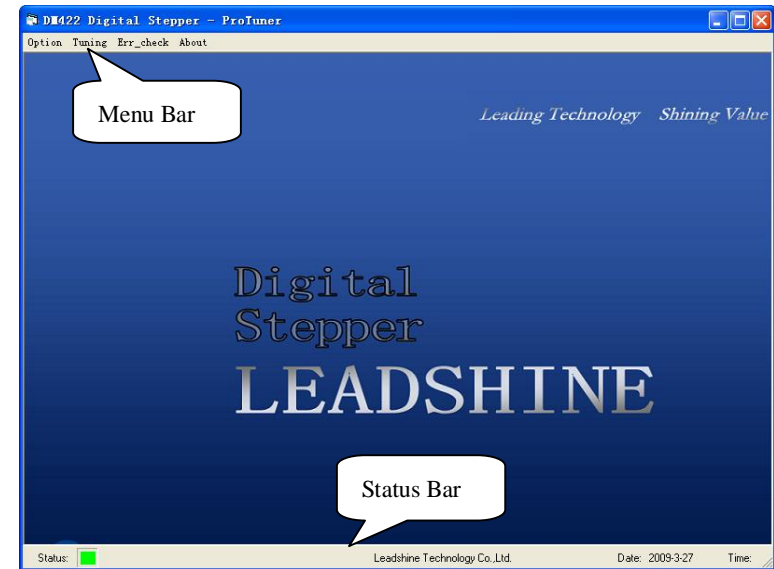 DM422 Digital Stepper - ProTuner
Option Tuning Err_check About
Menu Bar
Leading Technology Shining Value
Digital
Stepper
LEADSHINE
Status Bar
Status: Leadshine Technology Co.,Ltd. Date: 2009-3-27 Time: